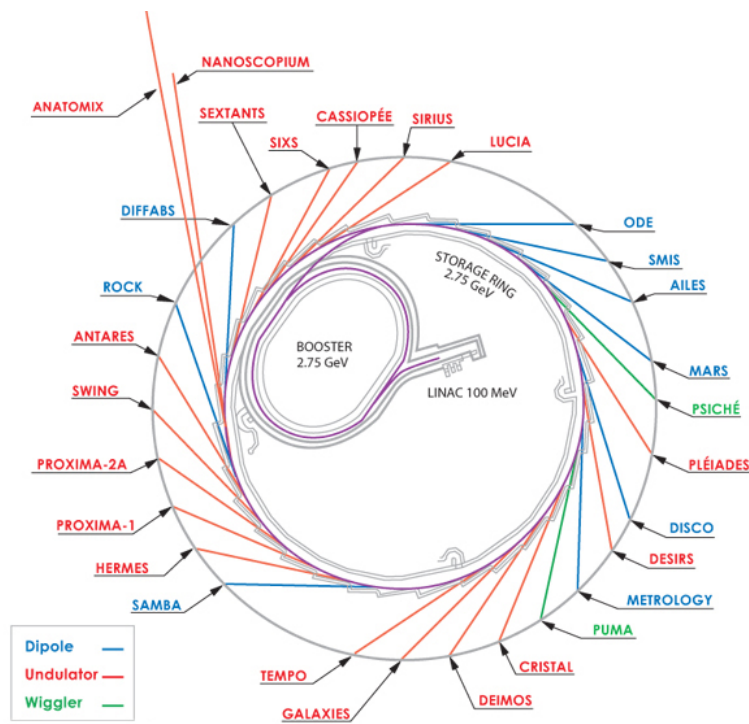 NANOSCOPIUM
ANATOMIX
SEXTANTS
SIXS
CASSIOPÉE
SIRIUS
LUCIA
DIFFABS
ODE
SMIS
AILES
ROCK
STORAGE RING
2.75 GeV
ANTARES
BOOSTER
2.75 GeV
MARS
LINAC 100 MeV
SWING
PSICHÉ
PROXIMA-2A
PLÉIADES
PROXIMA-1
DISCO
HERMES
DESIRS
SAMBA
METROLOGY
PUMA
CRISTAL
TEMPO
DEIMOS
GALAXIES
Dipole
Undulator
Wiggler